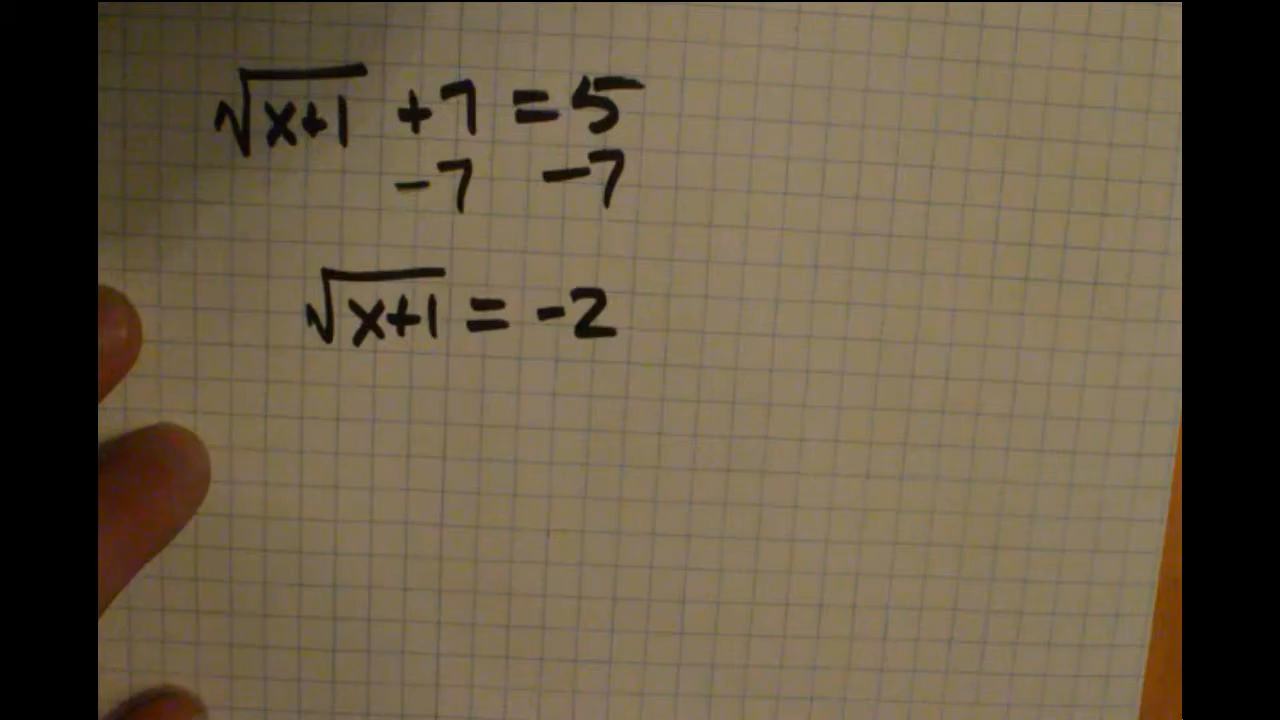 √x+1 +7 = 5
-7 -7
√x+1 = -2